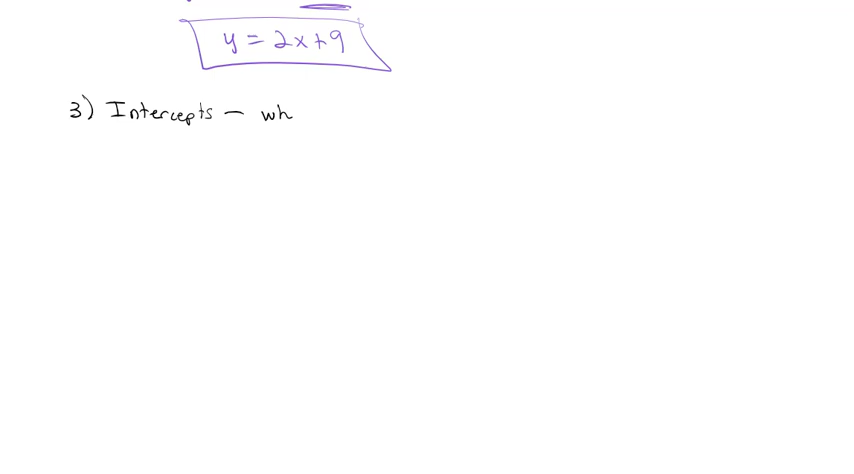 y = 2x+9
3) Intercepts - wh